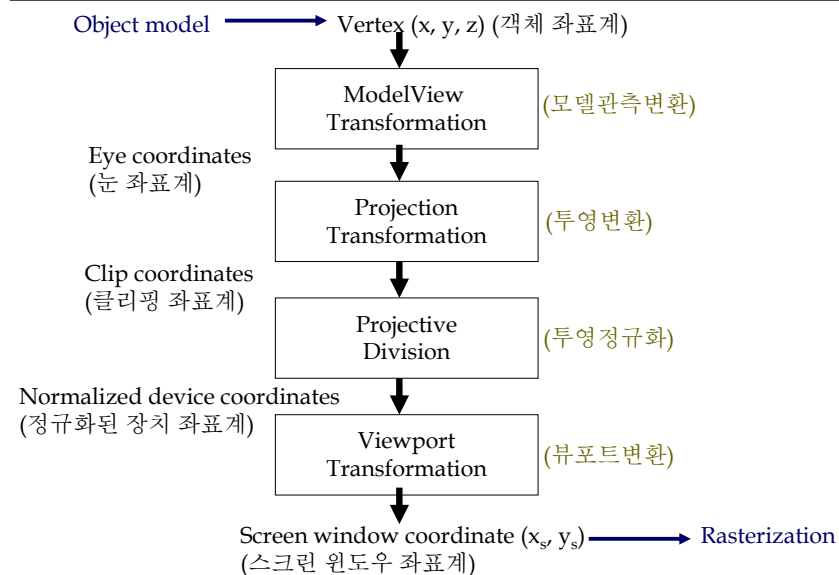 Object model
Vertex (x, y, z) (객체 좌표계)
ModelView
Transformation
(모델관측변환)
Eye coordinates
(눈 좌표계)
Projection
Transformation
(투영변환)
Clip coordinates
(클리핑 좌표계)
Projective
Division
(투영정규화)
Normalized device coordinates
(정규화된 장치 좌표계)
Viewport
Transformation
(뷰포트변환)
Screen window coordinate (xs, ys)
Rasterization
(스크린 윈도우 좌표계)